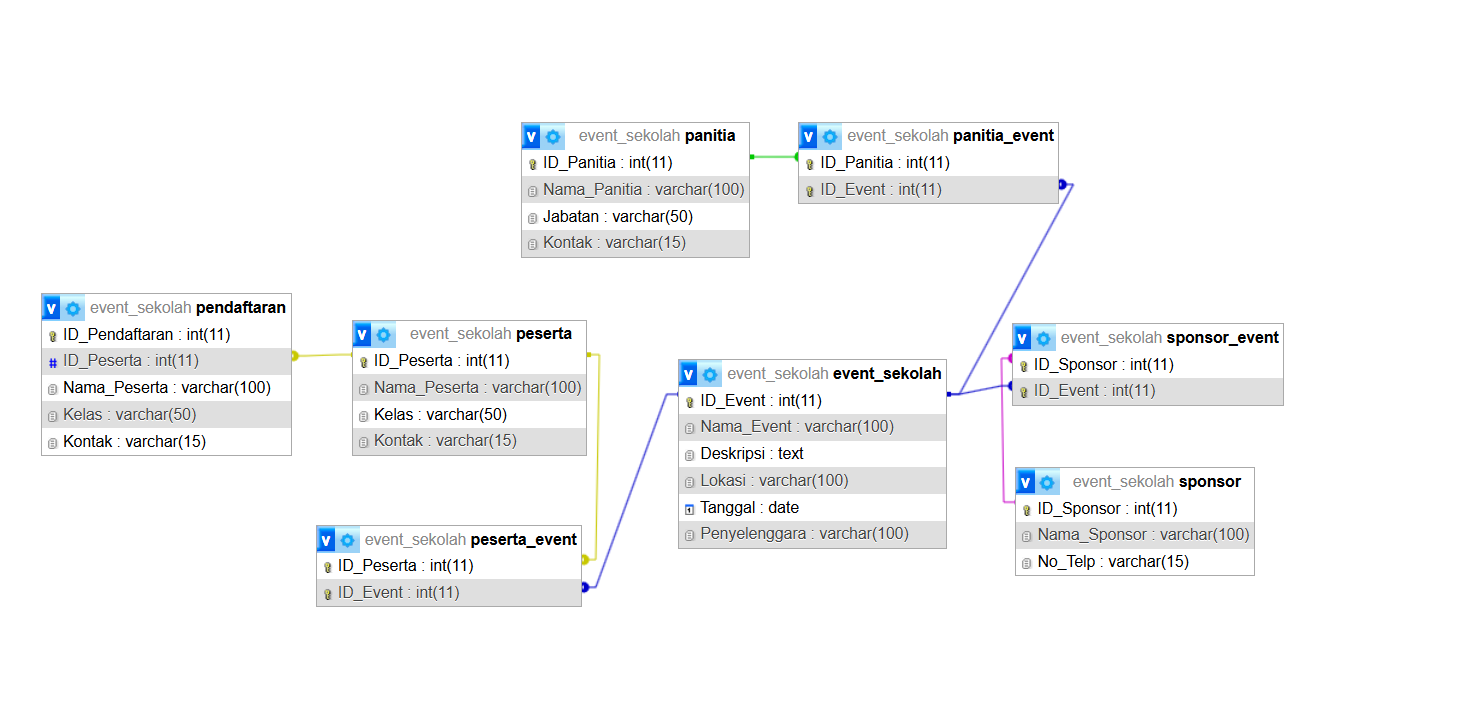 event_sekolah panitia
ID_Panitia : int(11)
Nama_Panitia : varchar(100)
Jabatan : varchar(50)
Kontak : varchar(15)
event_sekolah panitia_event
ID_Panitia : int(11)
ID_Event : int(11)
event_sekolah pendaftaran
ID_Pendaftaran : int(11)
ID_Peserta : int(11)
Nama_Peserta : varchar(100)
Kelas : varchar(50)
Kontak : varchar(15)
event_sekolah peserta
ID_Peserta : int(11)
Nama_Peserta : varchar(100)
Kelas : varchar(50)
Kontak : varchar(15)
event_sekolah event_sekolah
ID_Event : int(11)
Nama_Event : varchar(100)
Deskripsi : text
Lokasi : varchar(100)
Tanggal : date
Penyelenggara : varchar(100)
event_sekolah sponsor_event
ID_Sponsor : int(11)
ID_Event : int(11)
event_sekolah sponsor
ID_Sponsor : int(11)
Nama_Sponsor : varchar(100)
No_Telp : varchar(15)
event_sekolah peserta_event
ID_Peserta : int(11)
ID_Event : int(11)